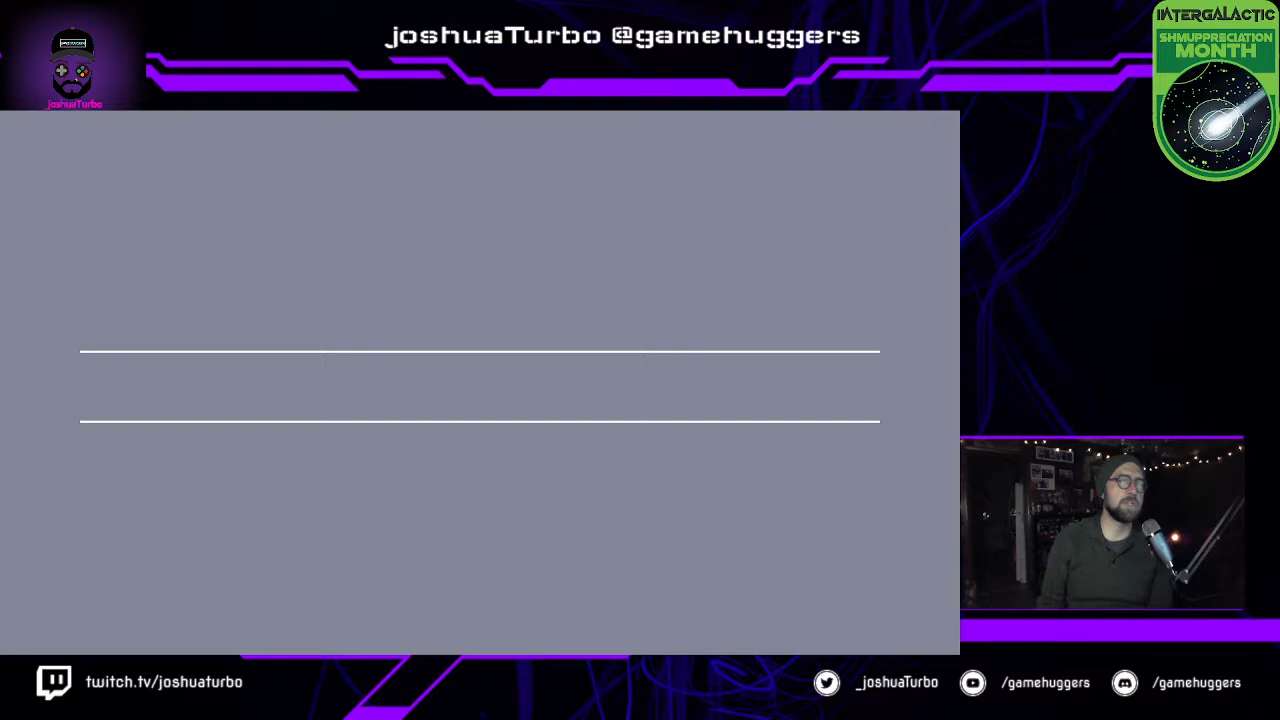 joshuaTurbo @gamehuggers
INTERGALACTIC
SHMUPPRECIATION
MONTH
joshuaTurbo
twitch.tv/joshuaturbo
_joshuaTurbo
/gamehuggers
/gamehuggers